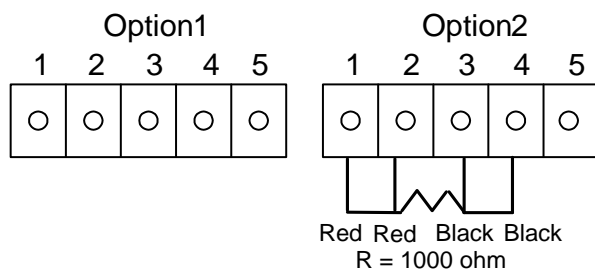 Option1 Option2
1 2 3 4 5 1 2 3 4 5
Red Red Black Black
R = 1000 ohm